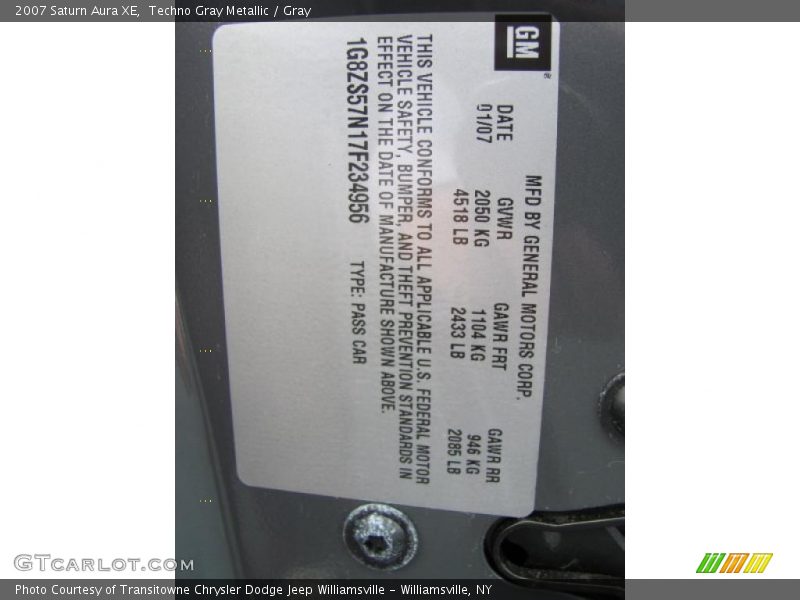 2007 Saturn Aura XE, Techno Gray Metallic / Gray
GM
MFD BY GENERAL MOTORS CORP.
DATE GVWR GAWR FRT GAWR RR
01/07 2050 KG 1104 KG 946 KG
4518 LB 2433 LB 2085 LB
THIS VEHICLE CONFORMS TO ALL APPLICABLE U.S. FEDERAL MOTOR
VEHICLE SAFETY, BUMPER, AND THEFT PREVENTION STANDARDS IN
EFFECT ON THE DATE OF MANUFACTURE SHOWN ABOVE.
1G8ZS57N17F234956 TYPE: PASS CAR
GTCARLOT.COM
Photo Courtesy of Transitowne Chrysler Dodge Jeep Williamsville - Williamsville, NY